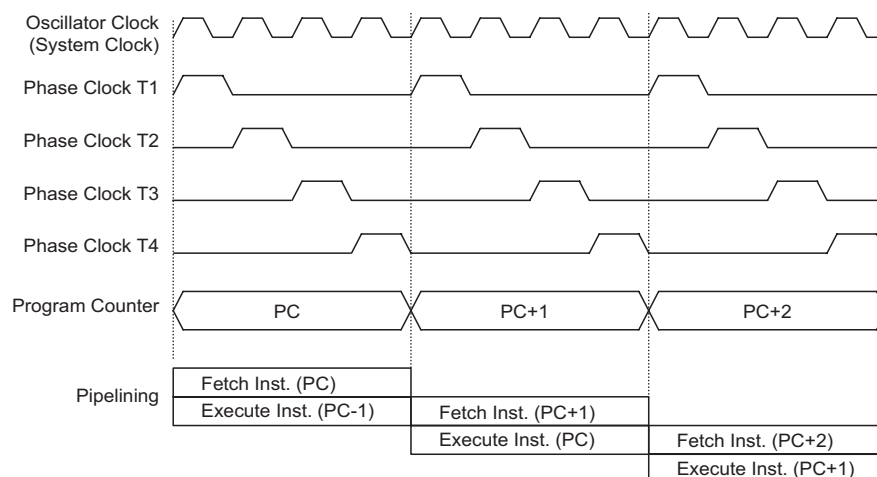 Oscillator Clock
(System Clock)
Phase Clock T1
Phase Clock T2
Phase Clock T3
Phase Clock T4
Program Counter
PC
PC+1
PC+2
Pipelining
Fetch Inst. (PC)
Execute Inst. (PC-1)
Fetch Inst. (PC+1)
Execute Inst. (PC)
Fetch Inst. (PC+2)
Execute Inst. (PC+1)